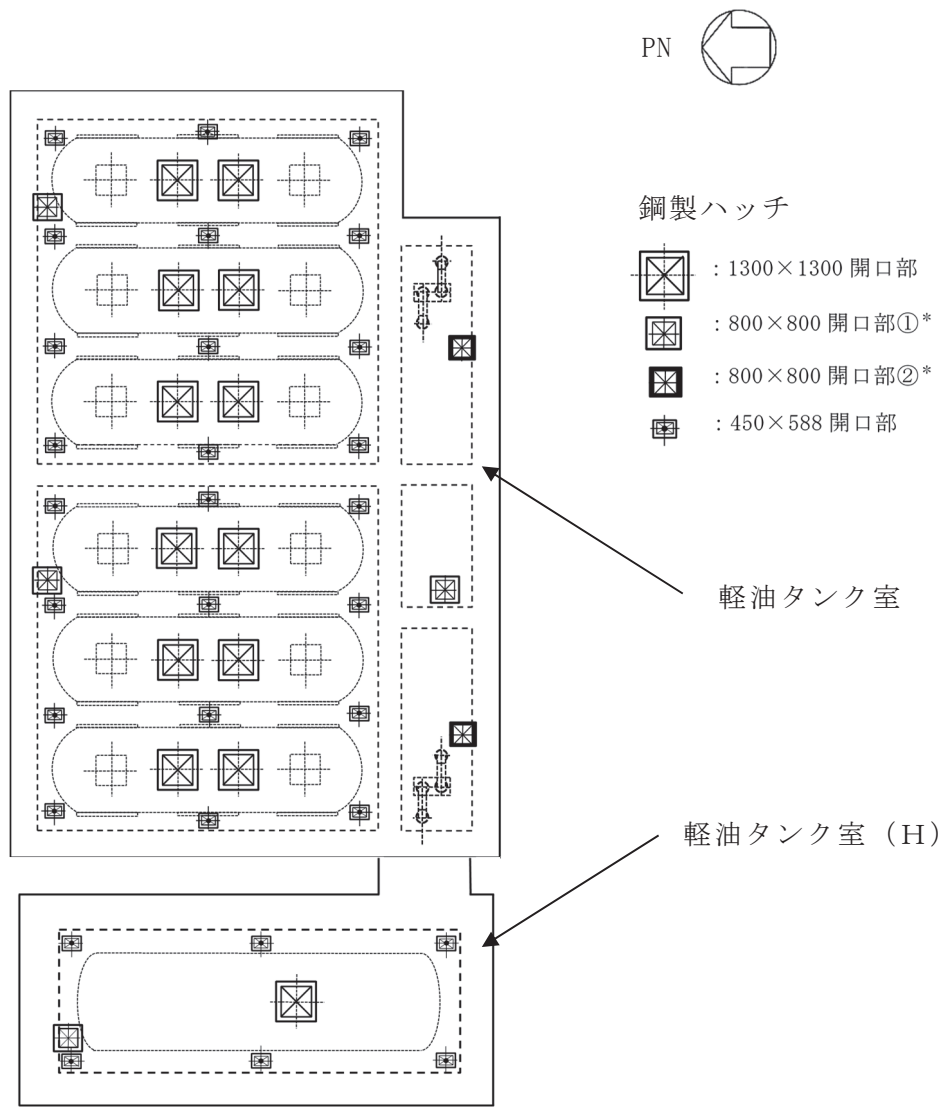 PN
鋼製ハッチ
：1300×1300 開口部
：800×800 開口部①*
：800×800 開口部②*
：450×588 開口部
軽油タンク室
軽油タンク室（H）